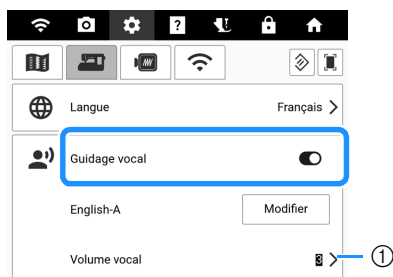 ?
Langue Français
Guidage vocal
English-A Modifier
Volume vocal 3
①